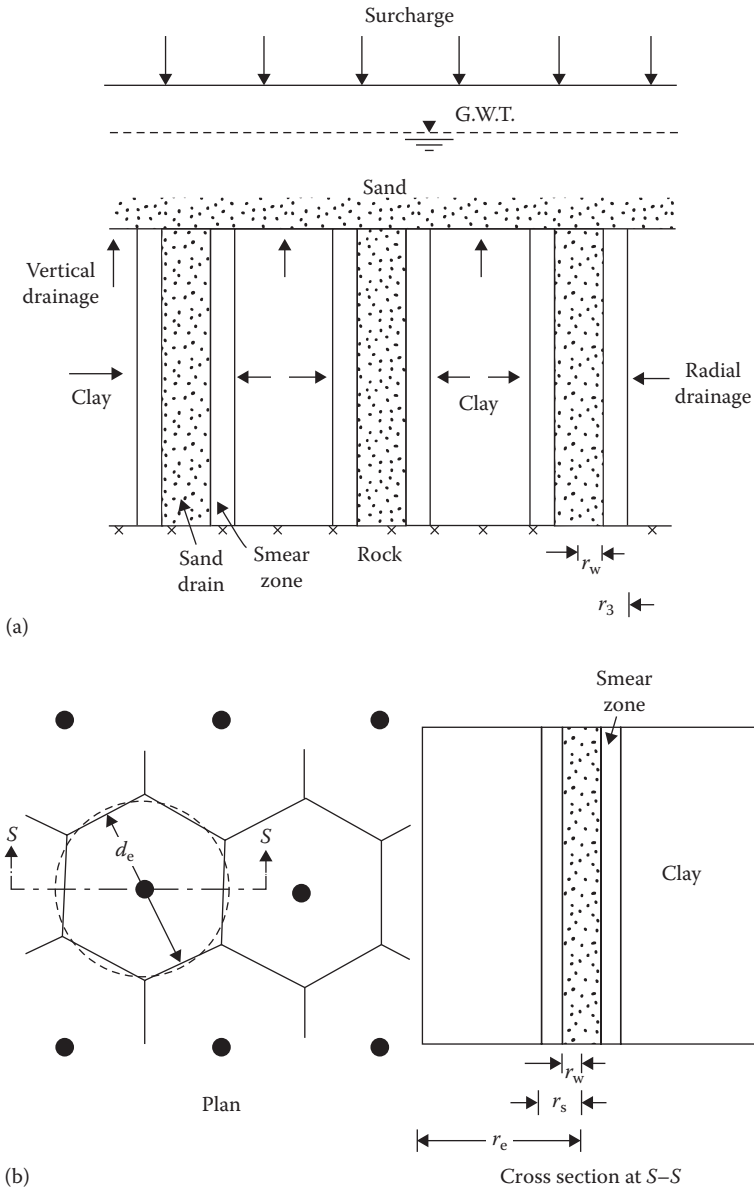 Surcharge
G.W.T.
Sand
Vertical
drainage
Clay
Clay
Radial
drainage
Sand
drain
Smear
zone
Rock
r_w
r_3
(a)
Smear
zone
S
S
d_e
Clay
r_w
Plan
r_s
r_e
(b)
Cross section at S–S